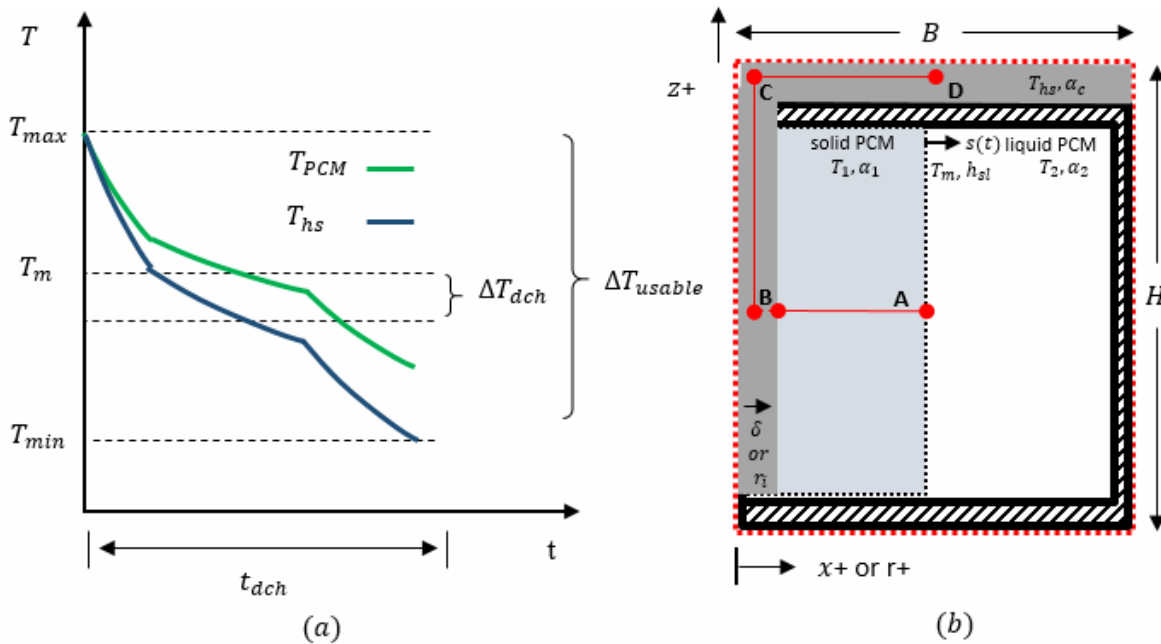 T
T_max
T_PCM
T_hs
T_m
ΔT_dch
ΔT_usable
T_min
t
t_dch
(a)
B
z+
C
D
T_hs, α_c
solid PCM
s(t) liquid PCM
T_1, α_1
T_m, h_sl
T_2, α_2
B
A
H
δ
or
r_i
x+ or r+
(b)